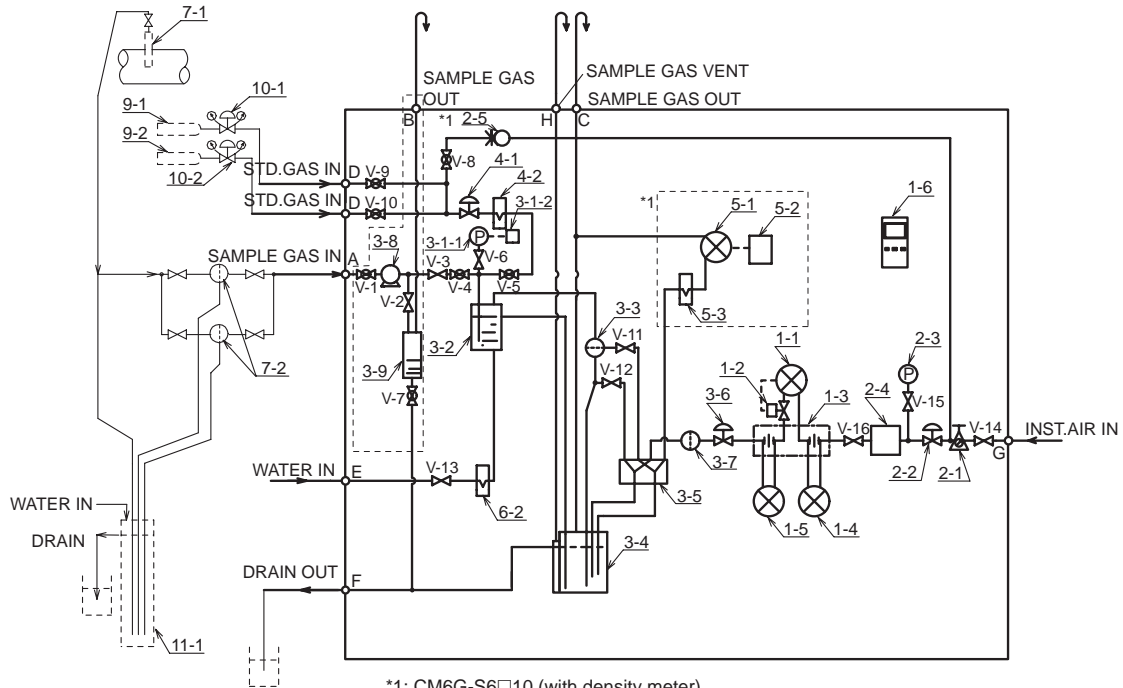 7-1
SAMPLE GAS OUT
SAMPLE GAS VENT
SAMPLE GAS OUT
10-1
9-1
B
*1
2-5
H
C
9-2
V-8
4-1
STD.GAS IN
D
V-9
4-2
1-6
10-2
*1
5-1
5-2
STD.GAS IN
D
V-10
3-1-2
3-1-1
P
3-8
V-6
SAMPLE GAS IN
A
V-3
V-1
V-4
V-5
5-3
V-2
3-3
V-11
1-1
2-3
3-2
V-12
1-2
P
7-2
3-9
3-6
1-3
2-4
V-15
V-7
V-16
V-14
INST.AIR IN
G
WATER IN
E
V-13
3-7
2-2
2-1
3-5
6-2
WATER IN
1-5
1-4
DRAIN
3-4
DRAIN OUT
F
11-1
*1: CM6G-S6□10 (with density meter)